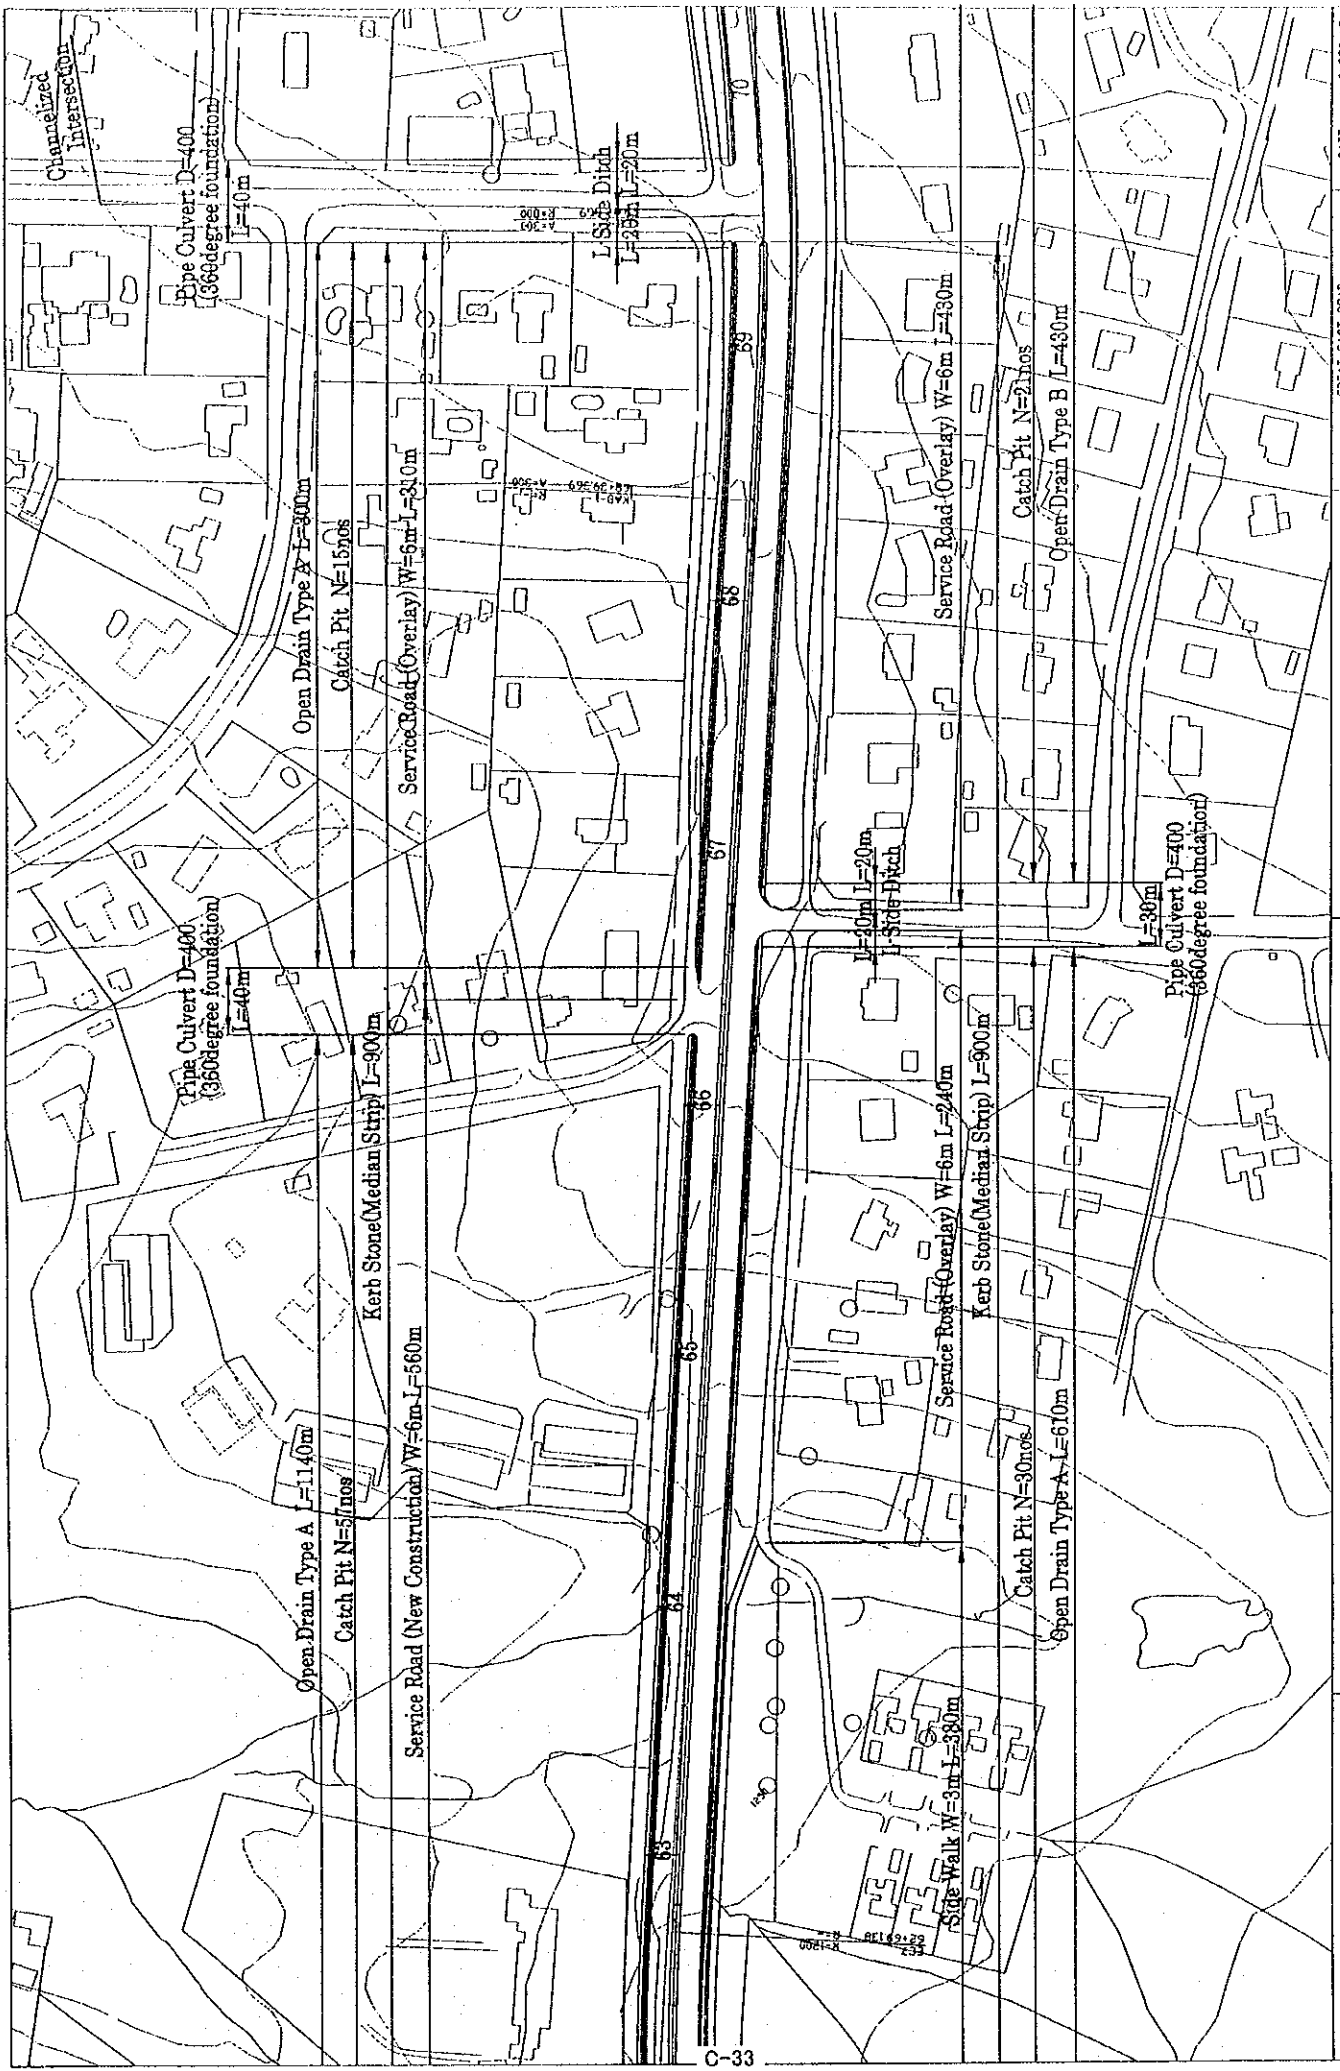 Channelized
Intersection
Pipe Culvert D=400
(360degree foundation)
L=40m
L Side Ditch
L=20m L=20m
70
69
68
67
66
65
64
63
Open Drain Type A L=300m
Catch Pit N=15nos
Service Road (Overlay) W=6m L=310m
Service Road (Overlay) W=6m L=430m
Catch Pit N=21nos
Open Drain Type B L=430m
Pipe Culvert D=400
(360degree foundation)
L=40m
L=20m L=20m
L-Side Ditch
L=30m
Pipe Culvert D=400
(360degree foundation)
Kerb Stone(Median Strip) L=900m
Open Drain Type A L=1140m
Catch Pit N=57nos
Service Road (New Construction) W=6m L=560m
Service Road (Overlay) W=6m L=240m
Kerb Stone(Median Strip) L=900m
Catch Pit N=30nos
Open Drain Type A L=610m
Side Walk W=3m L=380m
R=1200
C-33